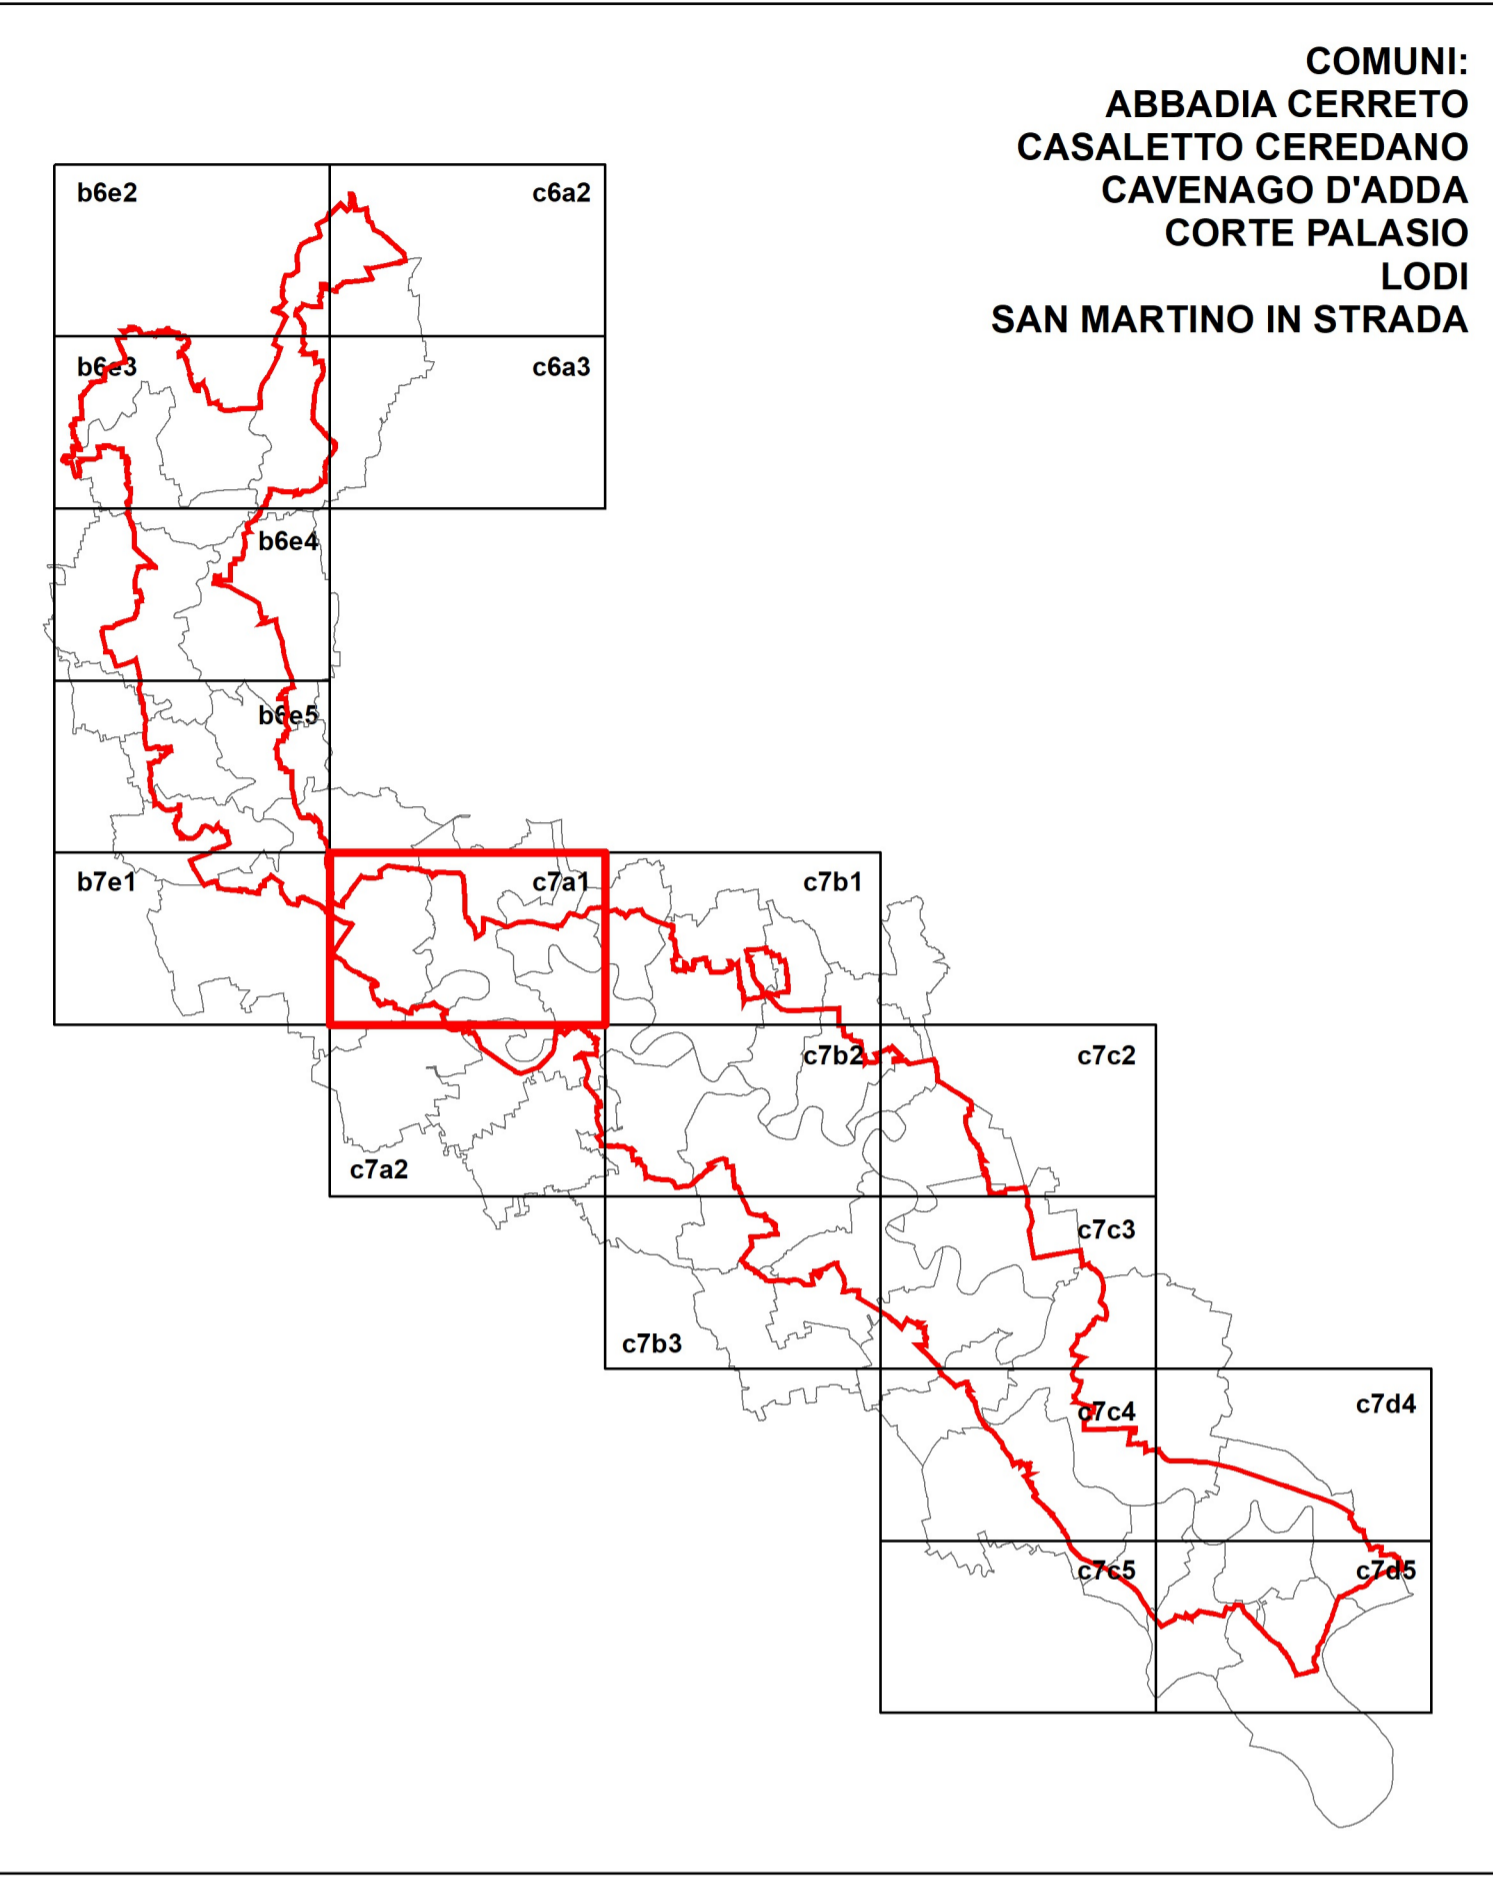 COMUNI:
ABBADIA CERRETO
CASALETTO CEREDANO
CAVENAGO D'ADDA
CORTE PALASIO
LODI
SAN MARTINO IN STRADA
b6e2
c6a2
b6e3
c6a3
b6e4
b6e5
b7e1
c7a1
c7b1
c7b2
c7c2
c7a2
c7c3
c7b3
c7c4
c7d4
c7c5
c7d5